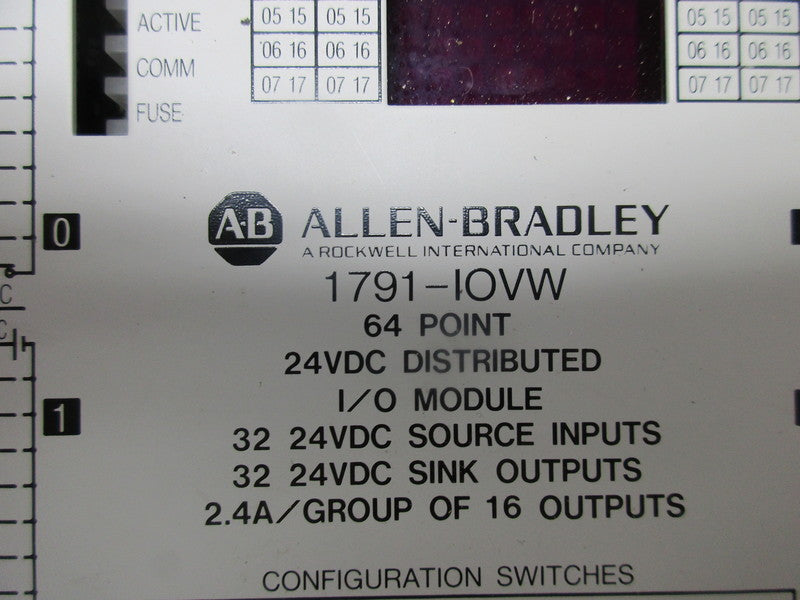 ACTIVE
COMM
FUSE
05 15 05 15
06 16 06 16
07 17 07 17
05 15 05 15
06 16 06 16
07 17 07 17
0
1
C
C
A-B ALLEN-BRADLEY
A ROCKWELL INTERNATIONAL COMPANY
1791-IOVW
64 POINT
24VDC DISTRIBUTED
I/O MODULE
32 24VDC SOURCE INPUTS
32 24VDC SINK OUTPUTS
2.4A/GROUP OF 16 OUTPUTS
CONFIGURATION SWITCHES